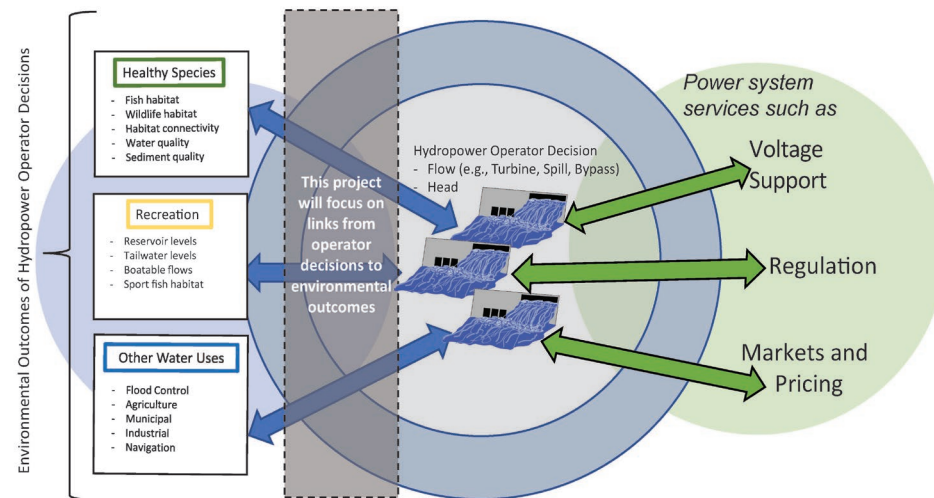 Environmental Outcomes of Hydropower Operator Decisions
Healthy Species
- Fish habitat
- Wildlife habitat
- Habitat connectivity
- Water quality
- Sediment quality
Recreation
- Reservoir levels
- Tailwater levels
- Boatable flows
- Sport fish habitat
Other Water Uses
- Flood Control
- Agriculture
- Municipal
- Industrial
- Navigation
This project
will focus on
links from
operator
decisions to
environmental
outcomes
Hydropower Operator Decision
- Flow (e.g., Turbine, Spill, Bypass)
- Head
Power system
services such as
Voltage
Support
Regulation
Markets and
Pricing